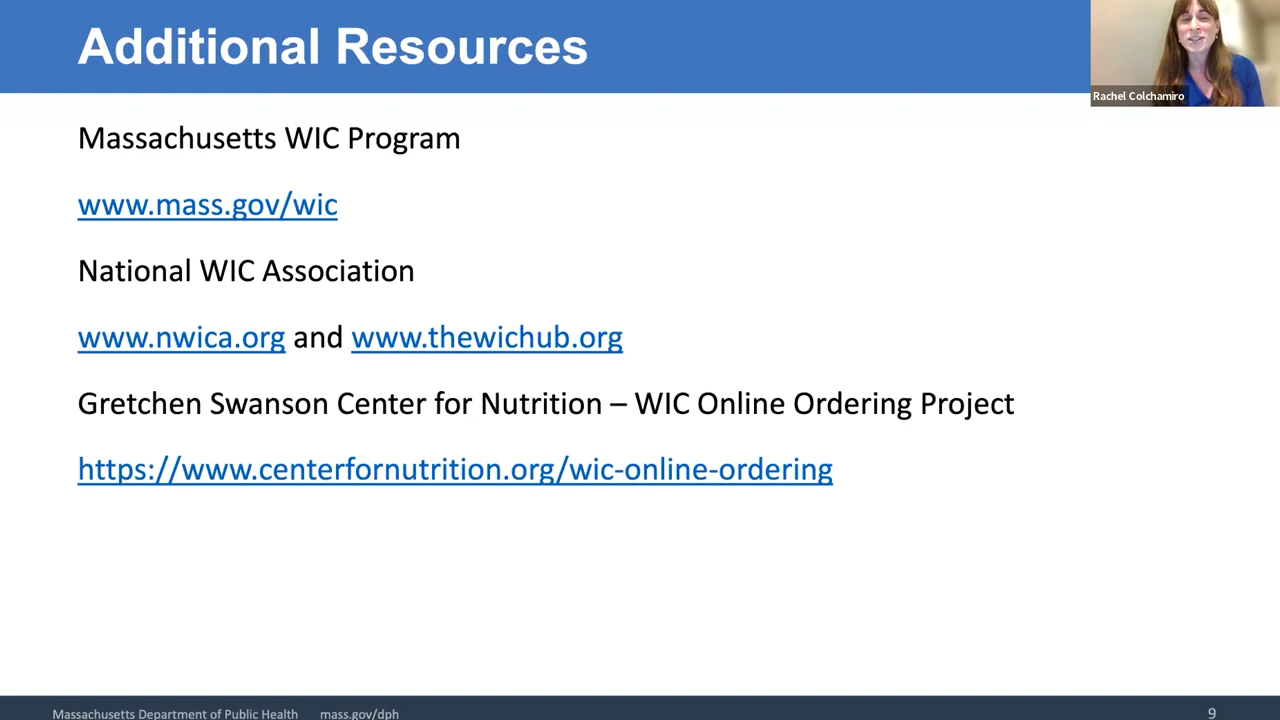 Additional Resources
Rachel Colchamiro
Massachusetts WIC Program
www.mass.gov/wic
National WIC Association
www.nwica.org and www.thewichub.org
Gretchen Swanson Center for Nutrition – WIC Online Ordering Project
https://www.centerfornutrition.org/wic-online-ordering
Massachusetts Department of Public Health mass.gov/dph
9